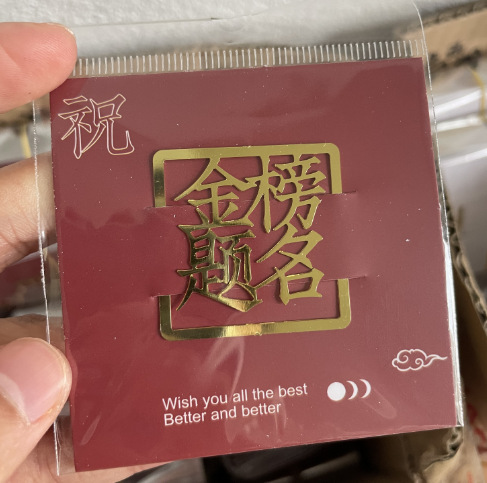 祝
金榜
题名
Wish you all the best
Better and better